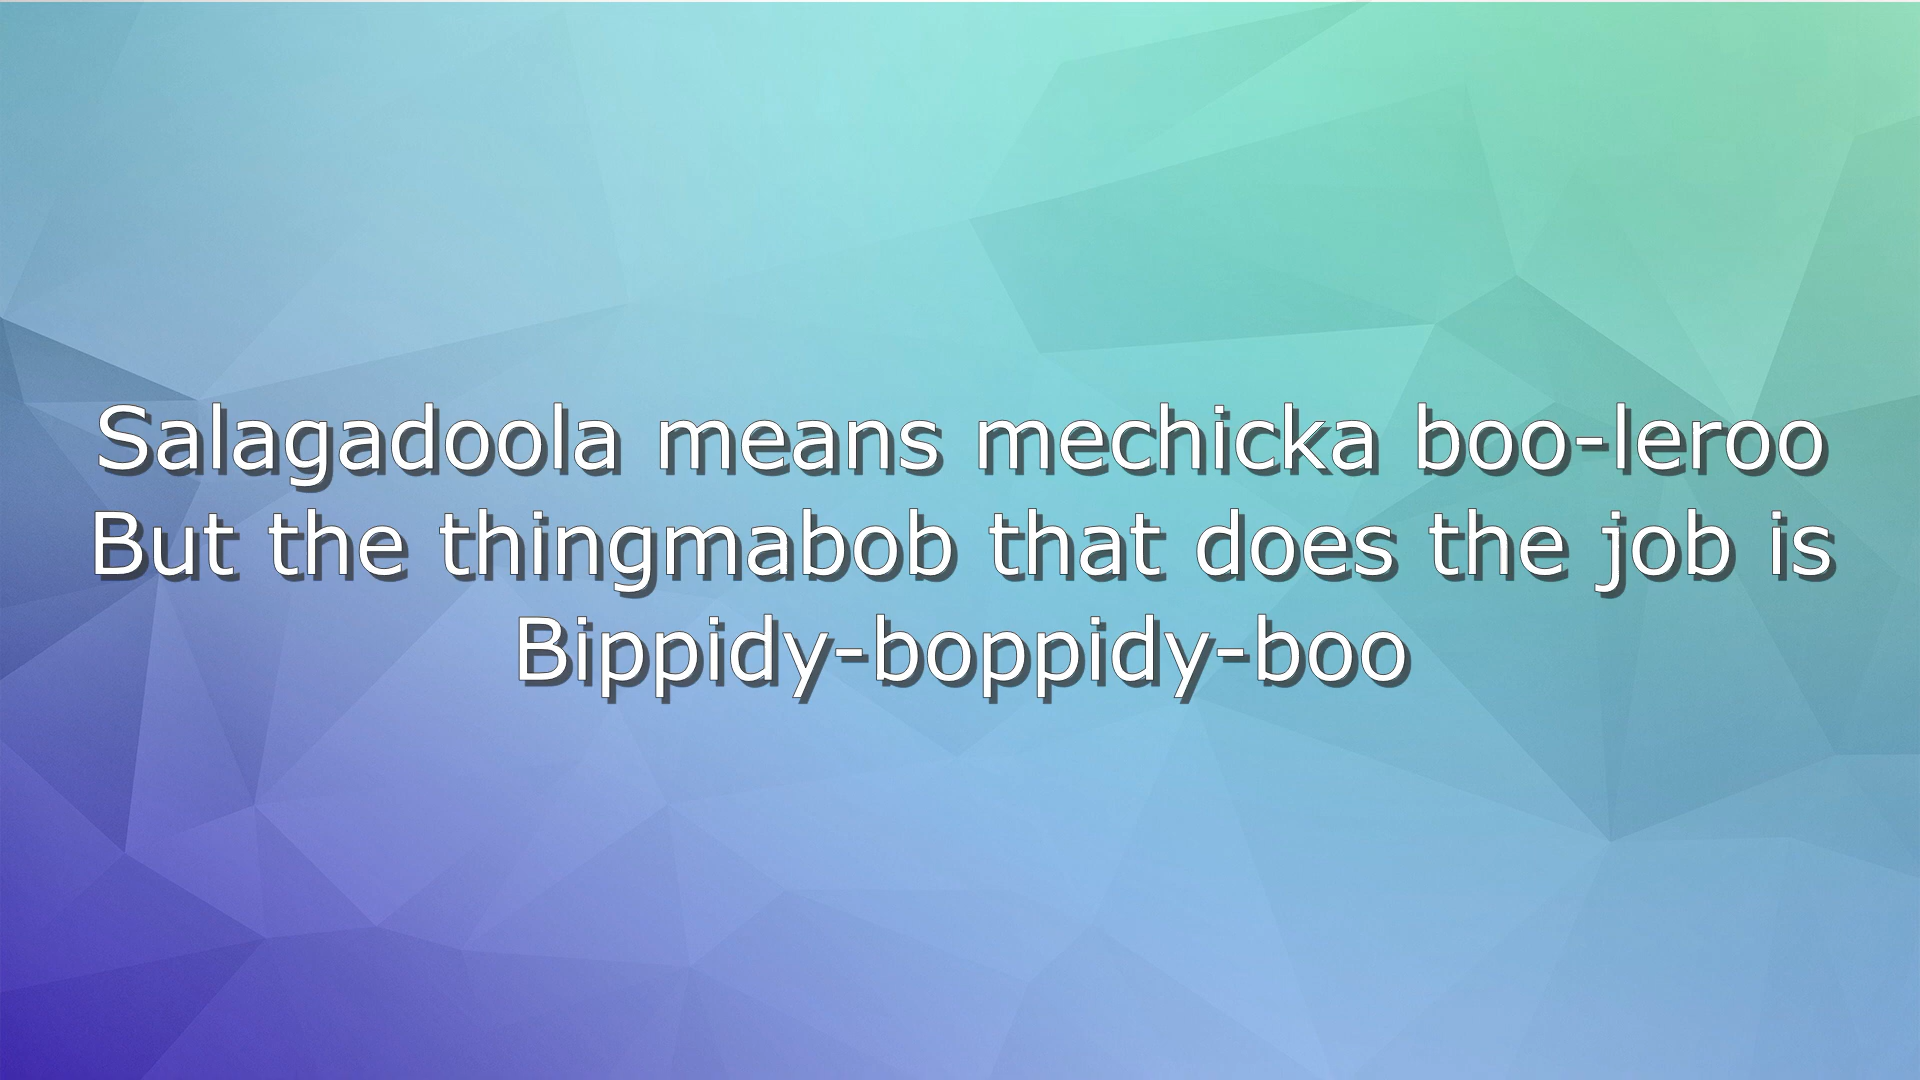 Salagadoola means mechicka boo-leroo
But the thingmabob that does the job is
Bippidy-boppidy-boo